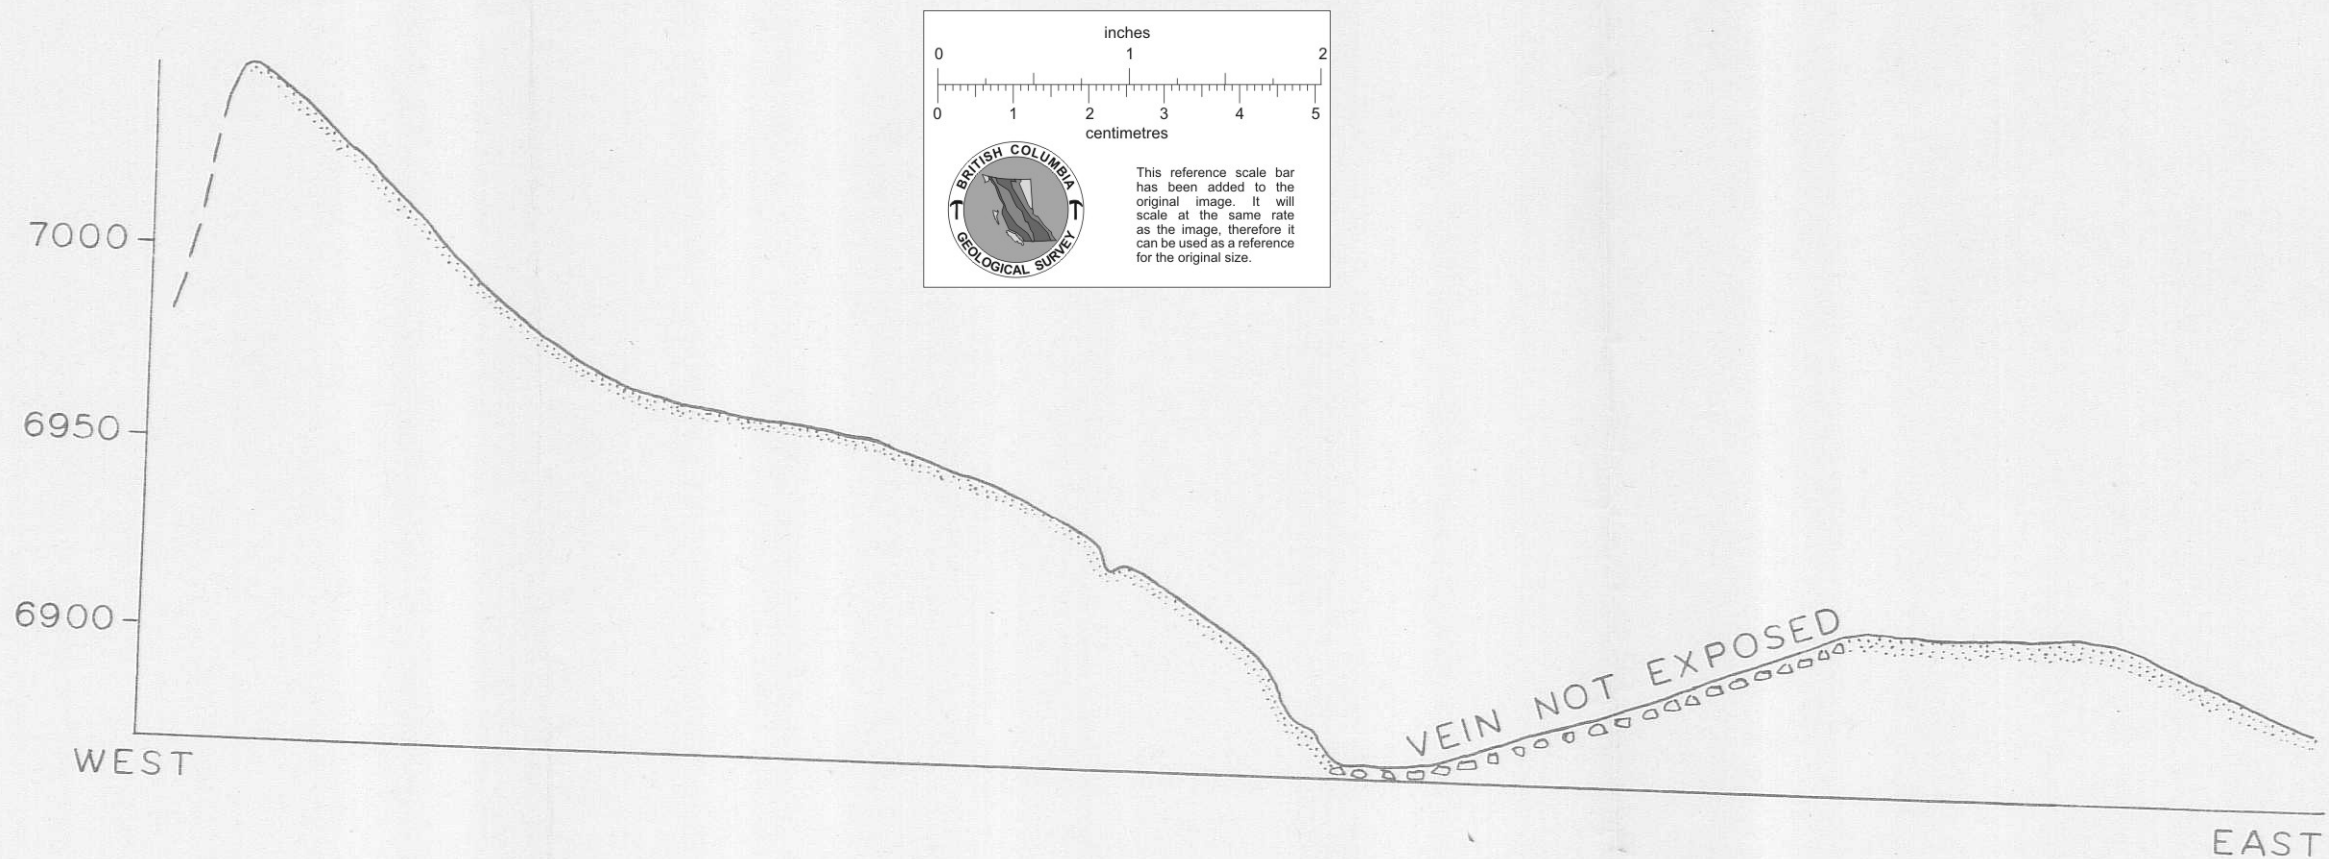 inches
0 1 2
0 1 2 3 4 5
centimetres
BRITISH COLUMBIA
GEOLOGICAL SURVEY
This reference scale bar
has been added to the
original image. It will
scale at the same rate
as the image, therefore it
can be used as a reference
for the original size.
7000
6950
6900
VEIN NOT EXPOSED
WEST
EAST